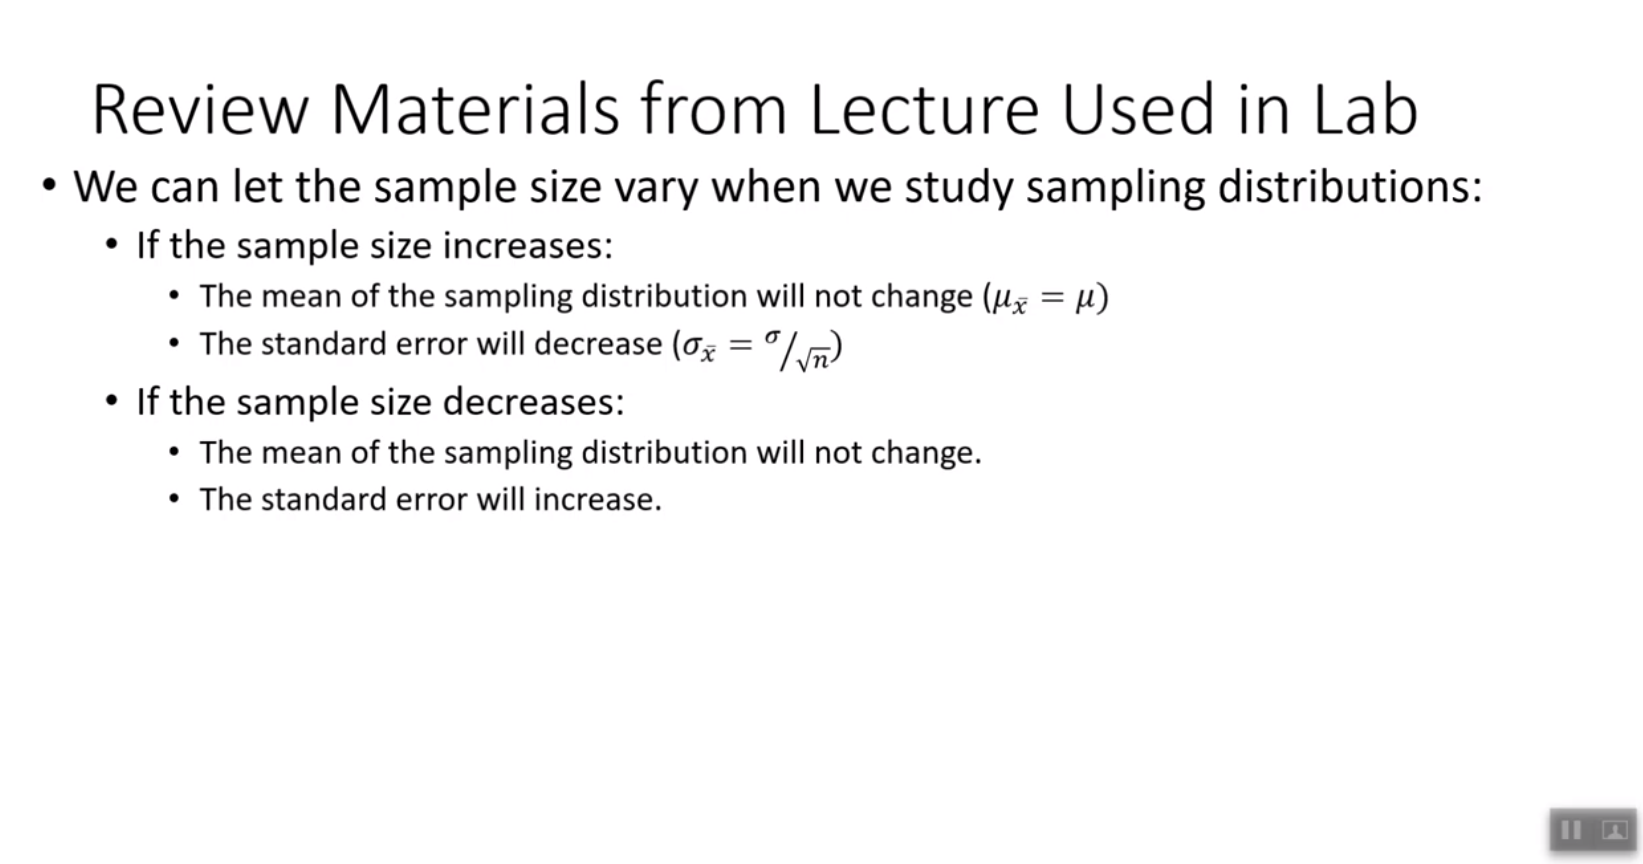 Review Materials from Lecture Used in Lab
• We can let the sample size vary when we study sampling distributions:
• If the sample size increases:
• The mean of the sampling distribution will not change (μ_x̄ = μ)
• The standard error will decrease (σ_x̄ = σ/√n)
• If the sample size decreases:
• The mean of the sampling distribution will not change.
• The standard error will increase.